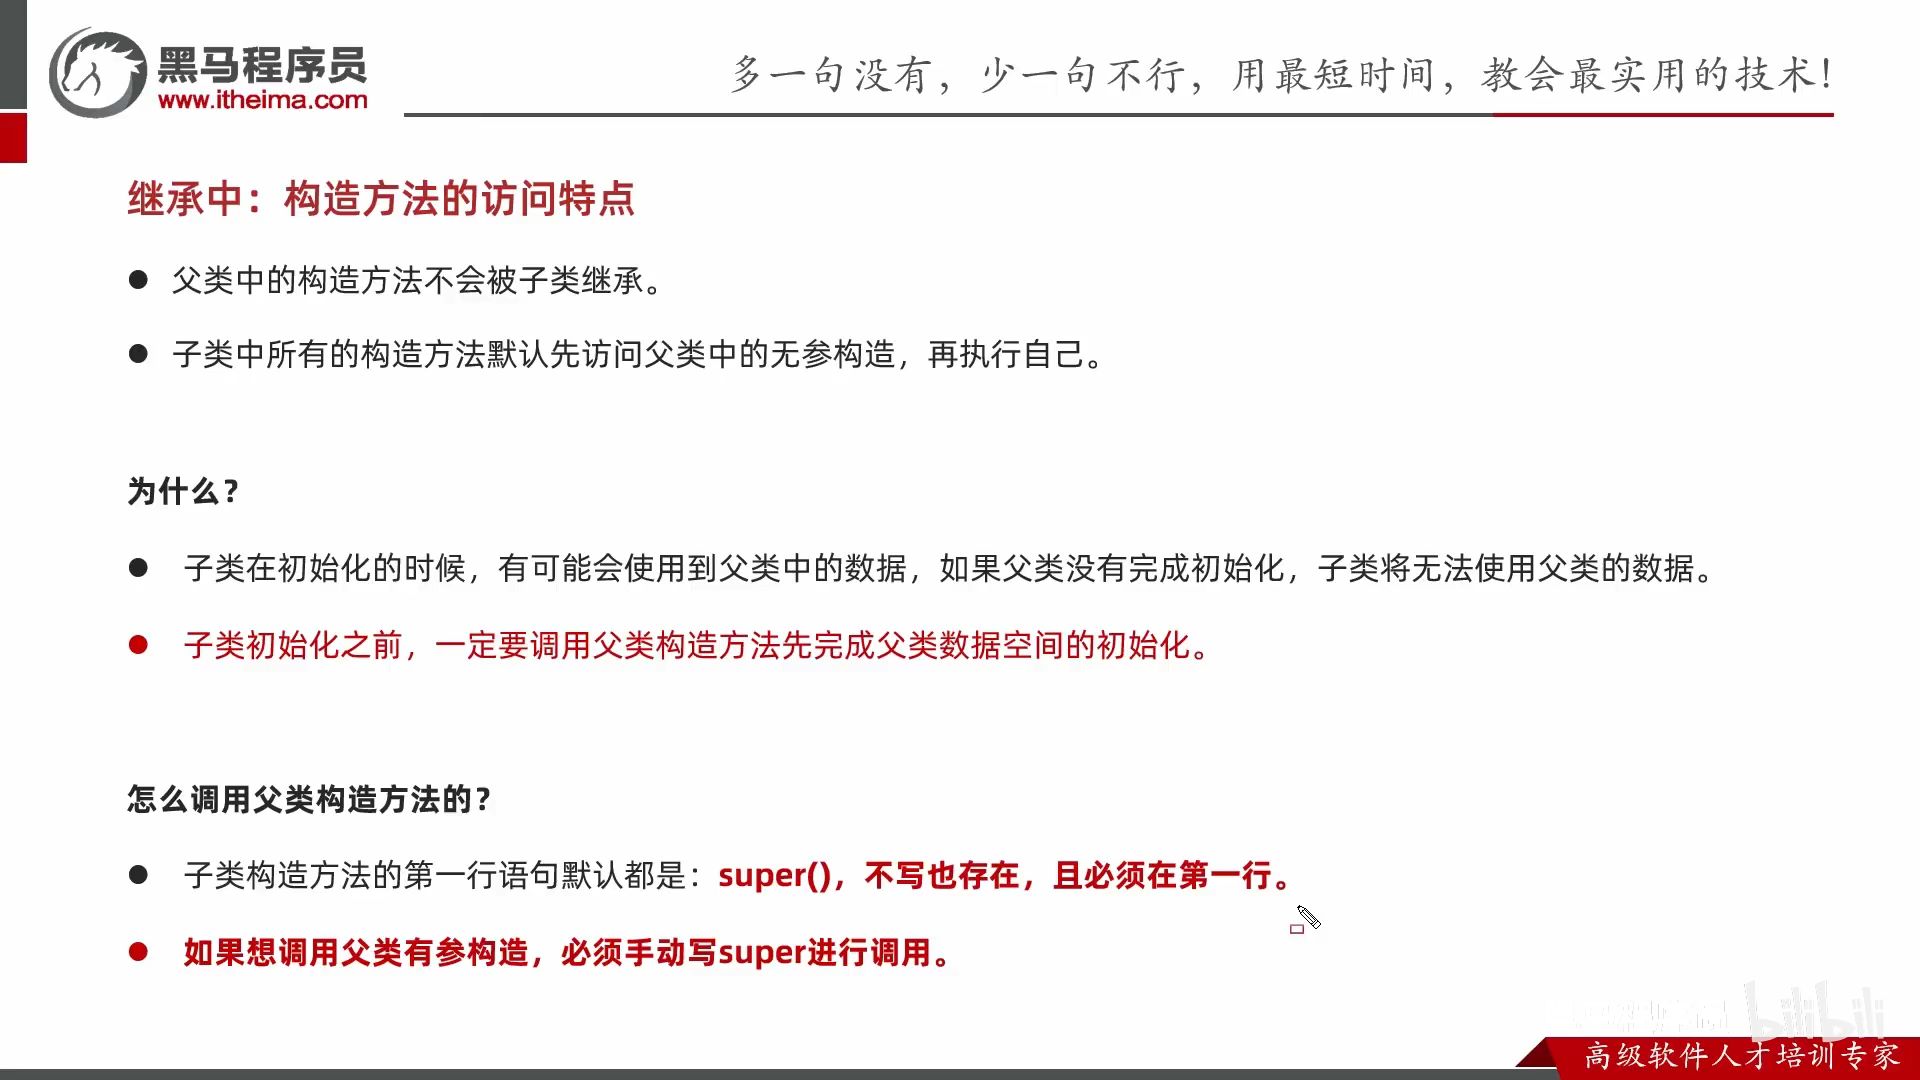 黑马程序员
www.itheima.com
多一句没有，少一句不行，用最短时间，教会最实用的技术！
继承中：构造方法的访问特点
父类中的构造方法不会被子类继承。
子类中所有的构造方法默认先访问父类中的无参构造，再执行自己。
为什么？
子类在初始化的时候，有可能会使用到父类中的数据，如果父类没有完成初始化，子类将无法使用父类的数据。
子类初始化之前，一定要调用父类构造方法先完成父类数据空间的初始化。
怎么调用父类构造方法的？
子类构造方法的第一行语句默认都是：super()，不写也存在，且必须在第一行。
如果想调用父类有参构造，必须手动写super进行调用。
bilibili
高级软件人才培训专家